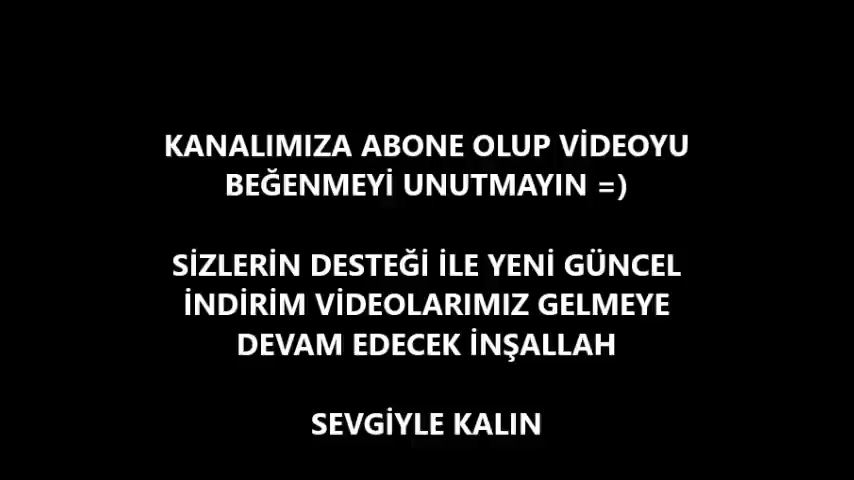 KANALIMIZA ABONE OLUP VİDEOYU
BEĞENMEYİ UNUTMAYIN =)
SİZLERİN DESTEĞİ İLE YENİ GÜNCEL
İNDİRİM VİDEOLARIMIZ GELMEYE
DEVAM EDECEK İNŞALLAH
SEVGİYLE KALIN